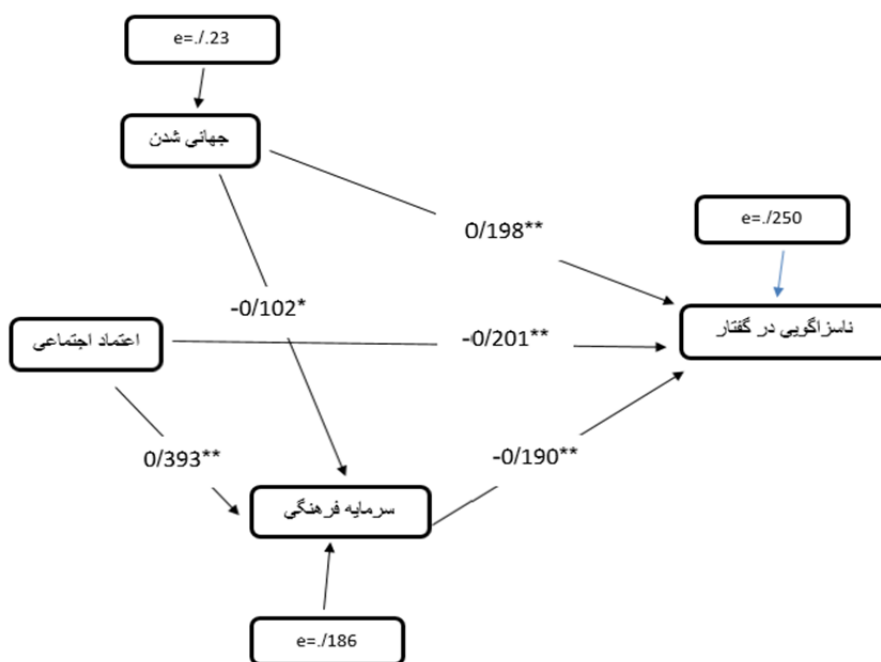 e=./.23
جهانی شدن
0/198**
e=./250
-0/102*
ناسزاگویی در گفتار
اعتماد اجتماعی
-0/201**
0/393**
-0/190**
سرمایه فرهنگی
e=./186